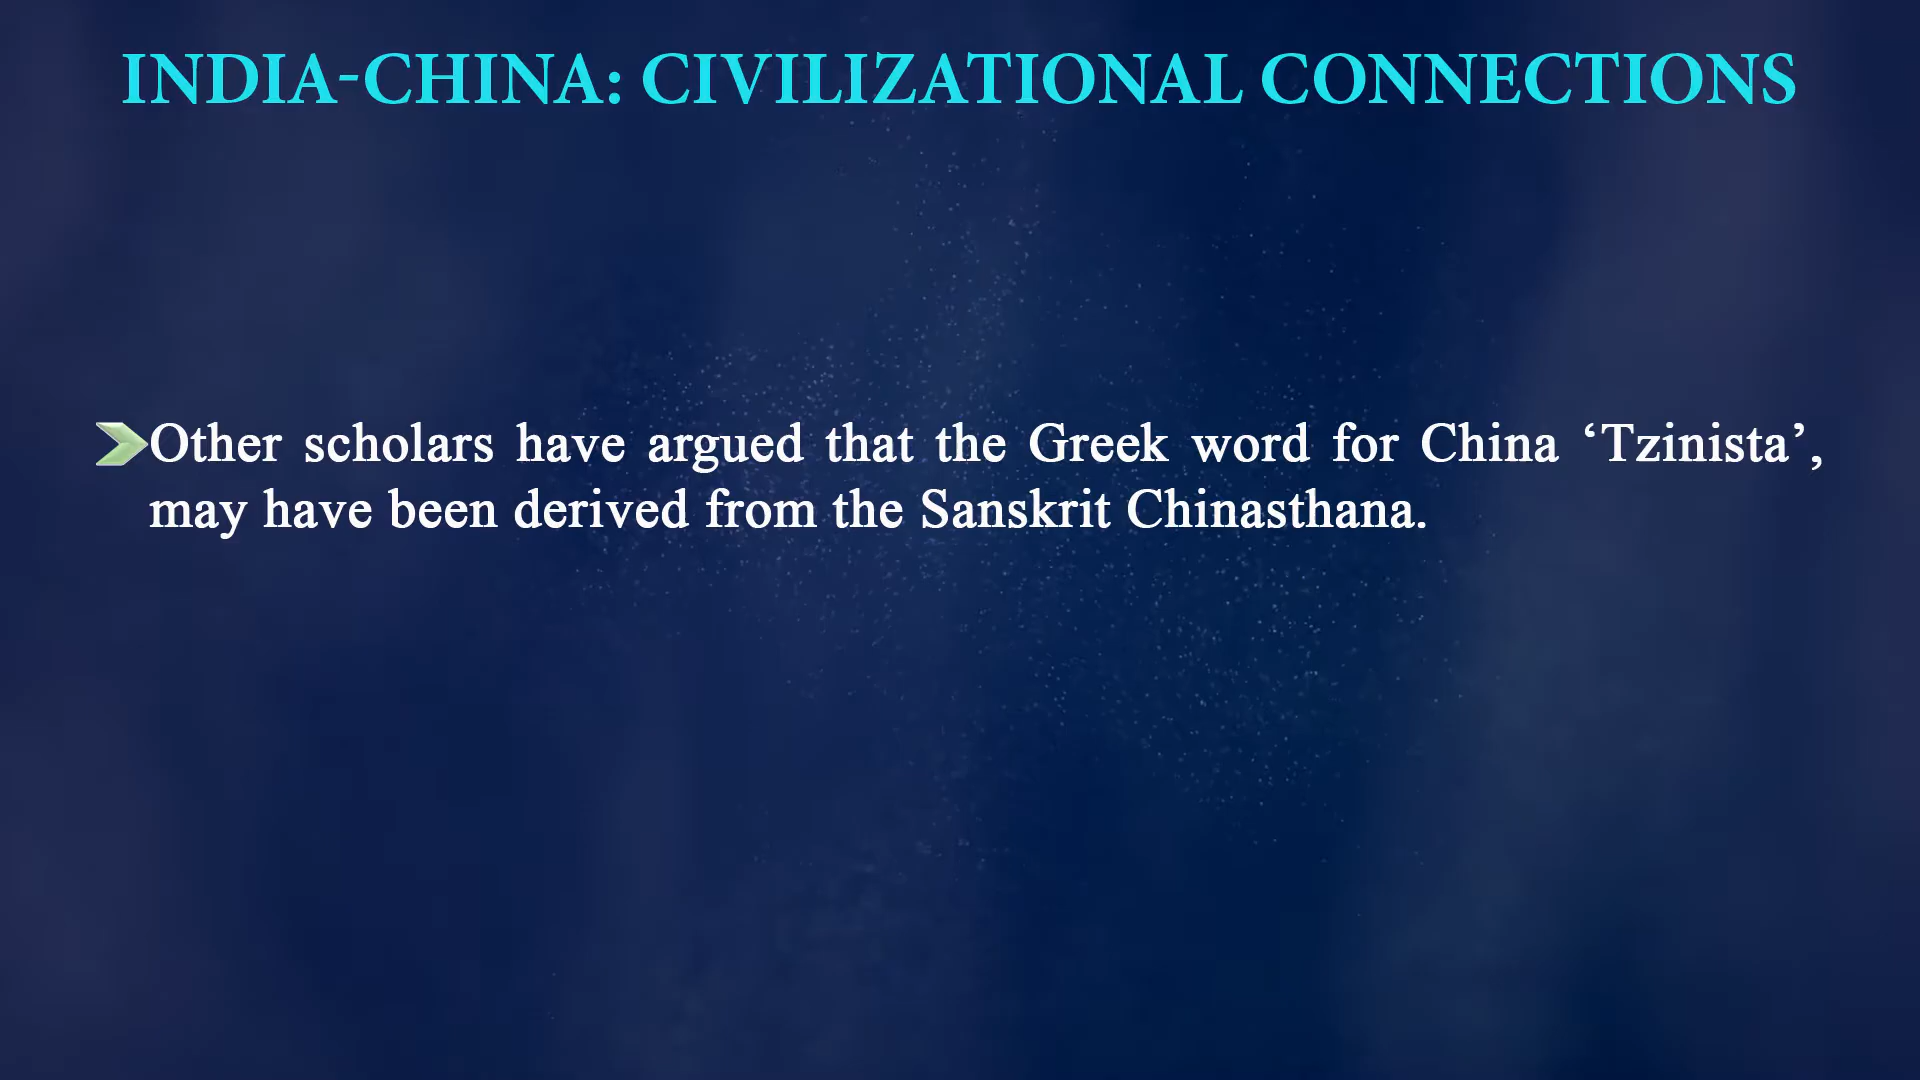 INDIA-CHINA: CIVILIZATIONAL CONNECTIONS
Other scholars have argued that the Greek word for China ‘Tzinista’,
may have been derived from the Sanskrit Chinasthana.